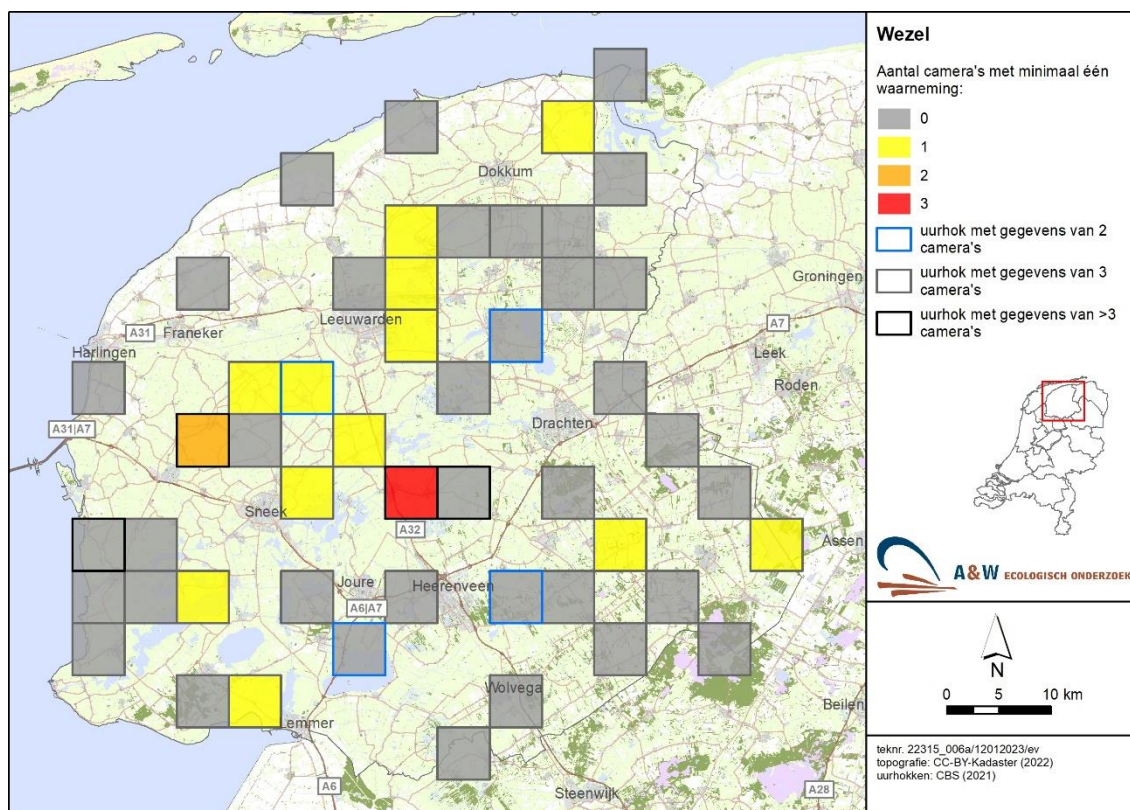 Dokkum
Groningen
A31
Franeker
Leeuwarden
A7
Harlingen
Leek
Roden
A31|A7
Drachten
Sneek
A32
Assen
Joure
Heerenveen
A6|A7
Wolvega
Lemmer
Beilen
A6
Steenwijk
A28
Wezel
Aantal camera's met minimaal één
waarneming:
0
1
2
3
uurhok met gegevens van 2
camera's
uurhok met gegevens van 3
camera's
uurhok met gegevens van >3
camera's
A&W ECOLOGISCH ONDERZOEK
N
0 5 10 km
teknr. 22315_006a/12012023/ev
topografie: CC-BY-Kadaster (2022)
uurhokken: CBS (2021)